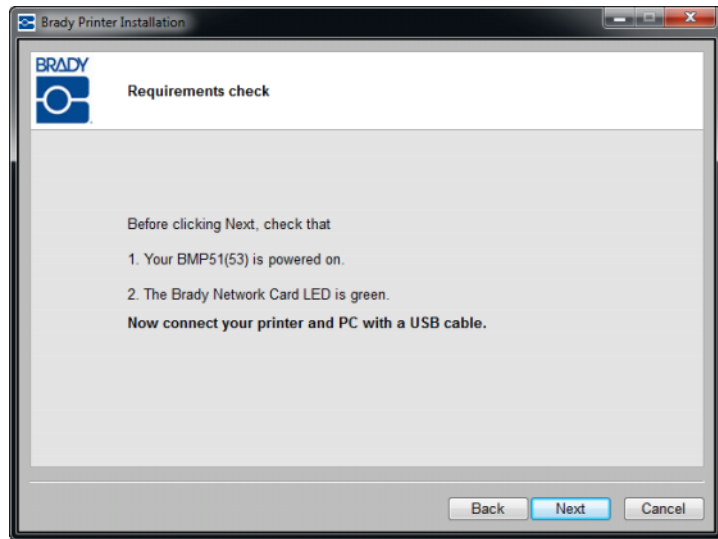 Brady Printer Installation
BRADY
Requirements check
Before clicking Next, check that
1. Your BMP51(53) is powered on.
2. The Brady Network Card LED is green.
Now connect your printer and PC with a USB cable.
Back Next Cancel